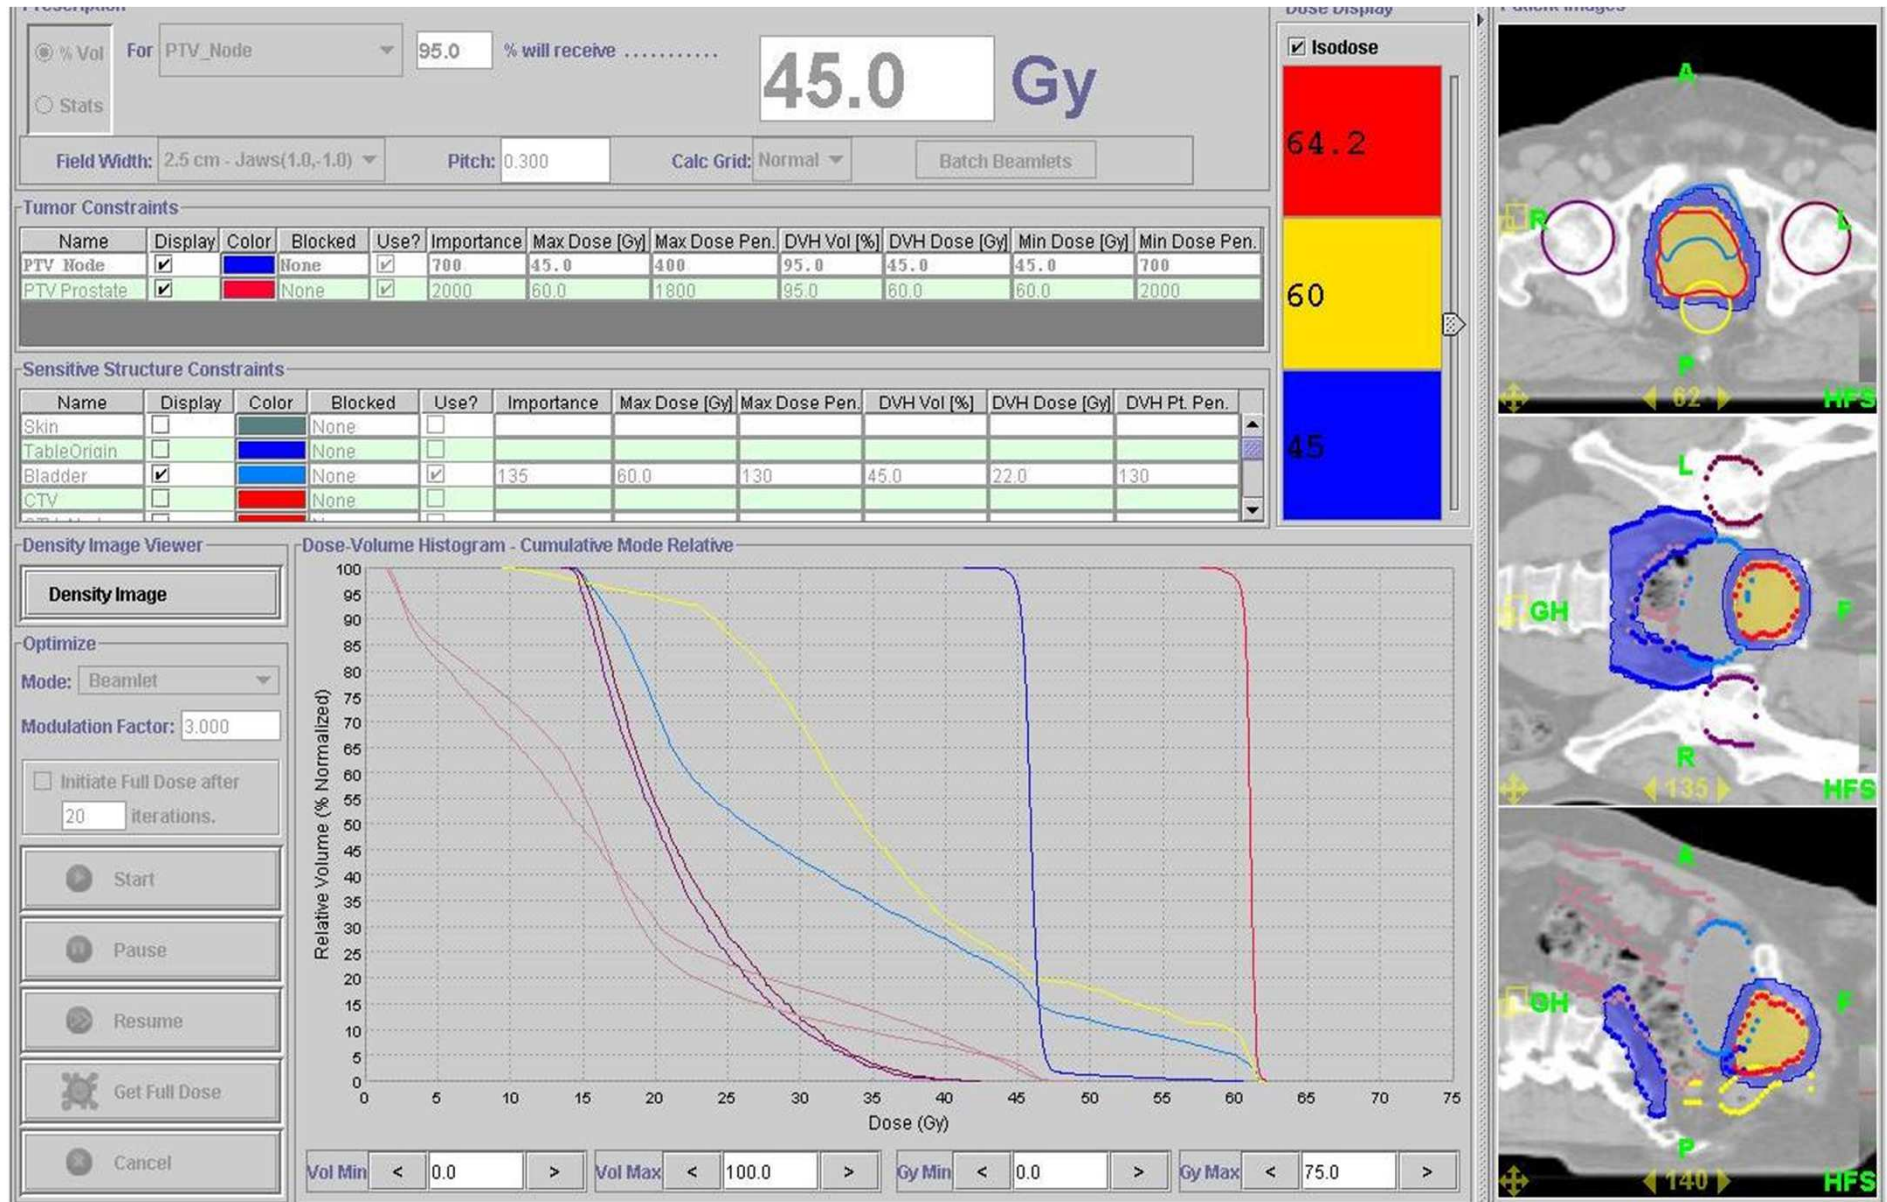 Prescription
Dose Display
Patient Images
% Vol For PTV_Node 95.0 % will receive ........... 45.0 Gy
Stats
Isodose
64.2
60
45
Field Width: 2.5 cm - Jaws(1.0,-1.0) Pitch: 0.300 Calc Grid: Normal Batch Beamlets
Tumor Constraints
Name Display Color Blocked Use? Importance Max Dose [Gy] Max Dose Pen. DVH Vol [%] DVH Dose [Gy] Min Dose [Gy] Min Dose Pen.
PTV Node None 700 45.0 400 95.0 45.0 45.0 700
PTV Prostate None 2000 60.0 1800 95.0 60.0 60.0 2000
Sensitive Structure Constraints
Name Display Color Blocked Use? Importance Max Dose [Gy] Max Dose Pen. DVH Vol [%] DVH Dose [Gy] DVH Pt. Pen.
Skin None
TableOrigin None
Bladder None 135 60.0 130 45.0 22.0 130
CTV None
Density Image Viewer
Density Image
Optimize
Mode: Beamlet
Modulation Factor: 3.000
Initiate Full Dose after
20 iterations.
Start
Pause
Resume
Get Full Dose
Cancel
Dose-Volume Histogram - Cumulative Mode Relative
Relative Volume (% Normalized)
100
95
90
85
80
75
70
65
60
55
50
45
40
35
30
25
20
15
10
5
0
0 5 10 15 20 25 30 35 40 45 50 55 60 65 70 75
Dose (Gy)
Vol Min < 0.0 > Vol Max < 100.0 > Gy Min < 0.0 > Gy Max < 75.0 >
A
R
L
P
62
HFS
L
GH
F
R
135
HFS
A
GH
F
P
140
HFS